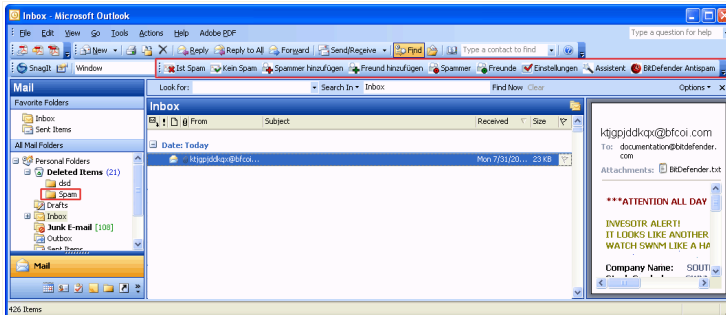 Inbox - Microsoft Outlook
File Edit View Go Tools Actions Help Adobe PDF
Type a question for help
New Reply Reply to All Forward Send/Receive Find Type a contact to find
SnagIt Window Ist Spam Kein Spam Spammer hinzufügen Freund hinzufügen Spammer Freunde Einstellungen Assistent BitDefender Antispam
Mail
Look for: Search In Inbox Find Now Clear Options
Favorite Folders
Inbox
Sent Items
All Mail Folders
Personal Folders
Deleted Items (21)
dsd
Spam
Drafts
Inbox
Junk E-mail [108]
Outbox
Sent Items
Mail
426 Items
Inbox
From Subject Received Size
Date: Today
ktjgpjddkqx@bfcoi... Mon 7/31/20... 23 KB
ktjgpjddkqx@bfcoi.com
To: documentation@bitdefender.
com
Attachments: BitDefender.txt
***ATTENTION ALL DAY
INVESOTR ALERT!
IT LOOKS LIKE ANOTHER
WATCH SWNM LIKE A HA
Company Name: SOUT